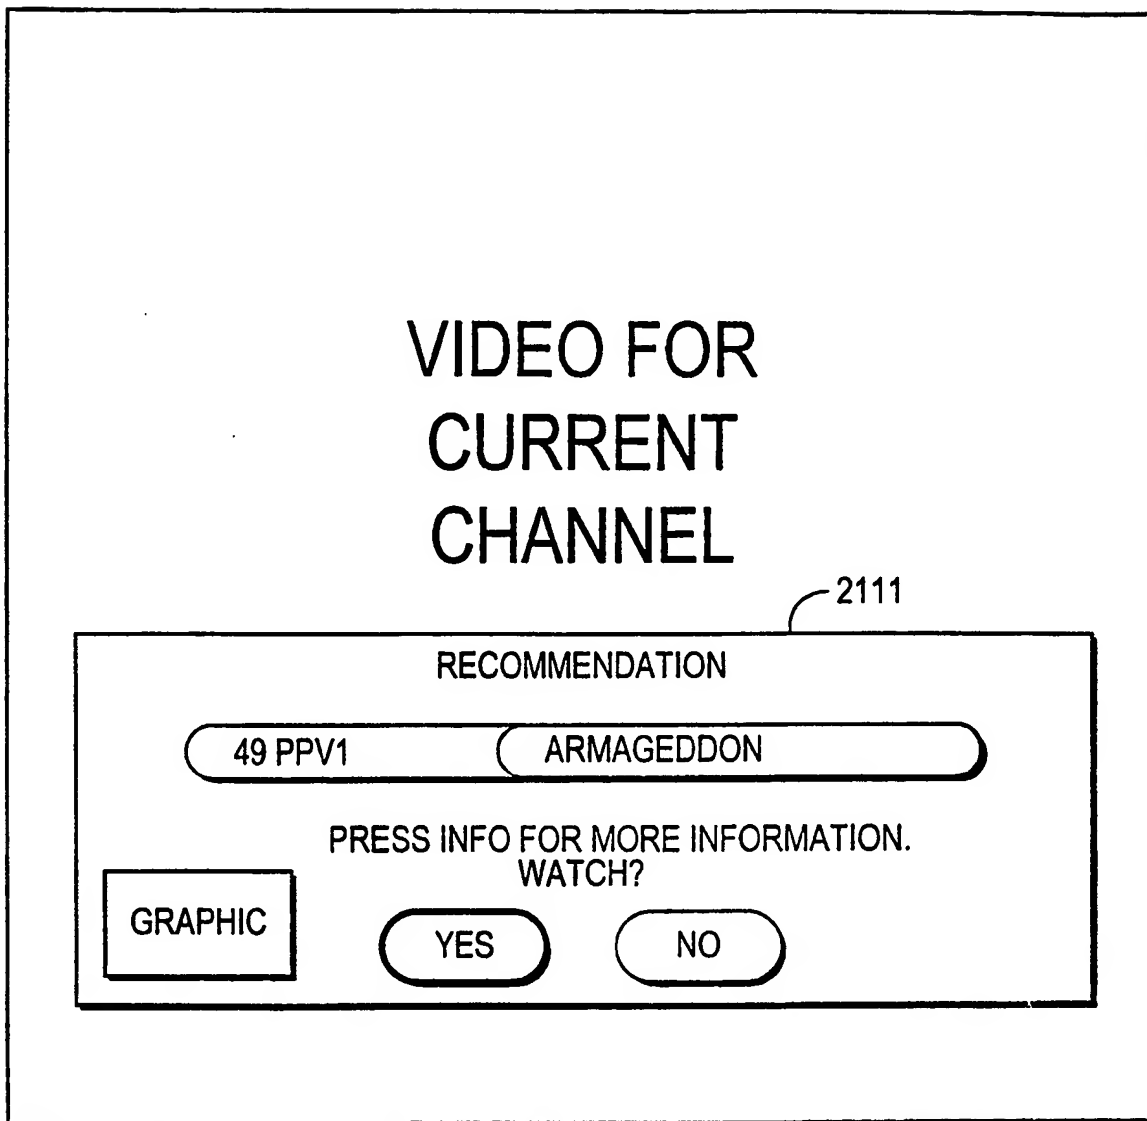 VIDEO FOR
CURRENT
CHANNEL
2111
RECOMMENDATION
49 PPV1 ARMAGEDDON
PRESS INFO FOR MORE INFORMATION.
WATCH?
GRAPHIC
YES NO